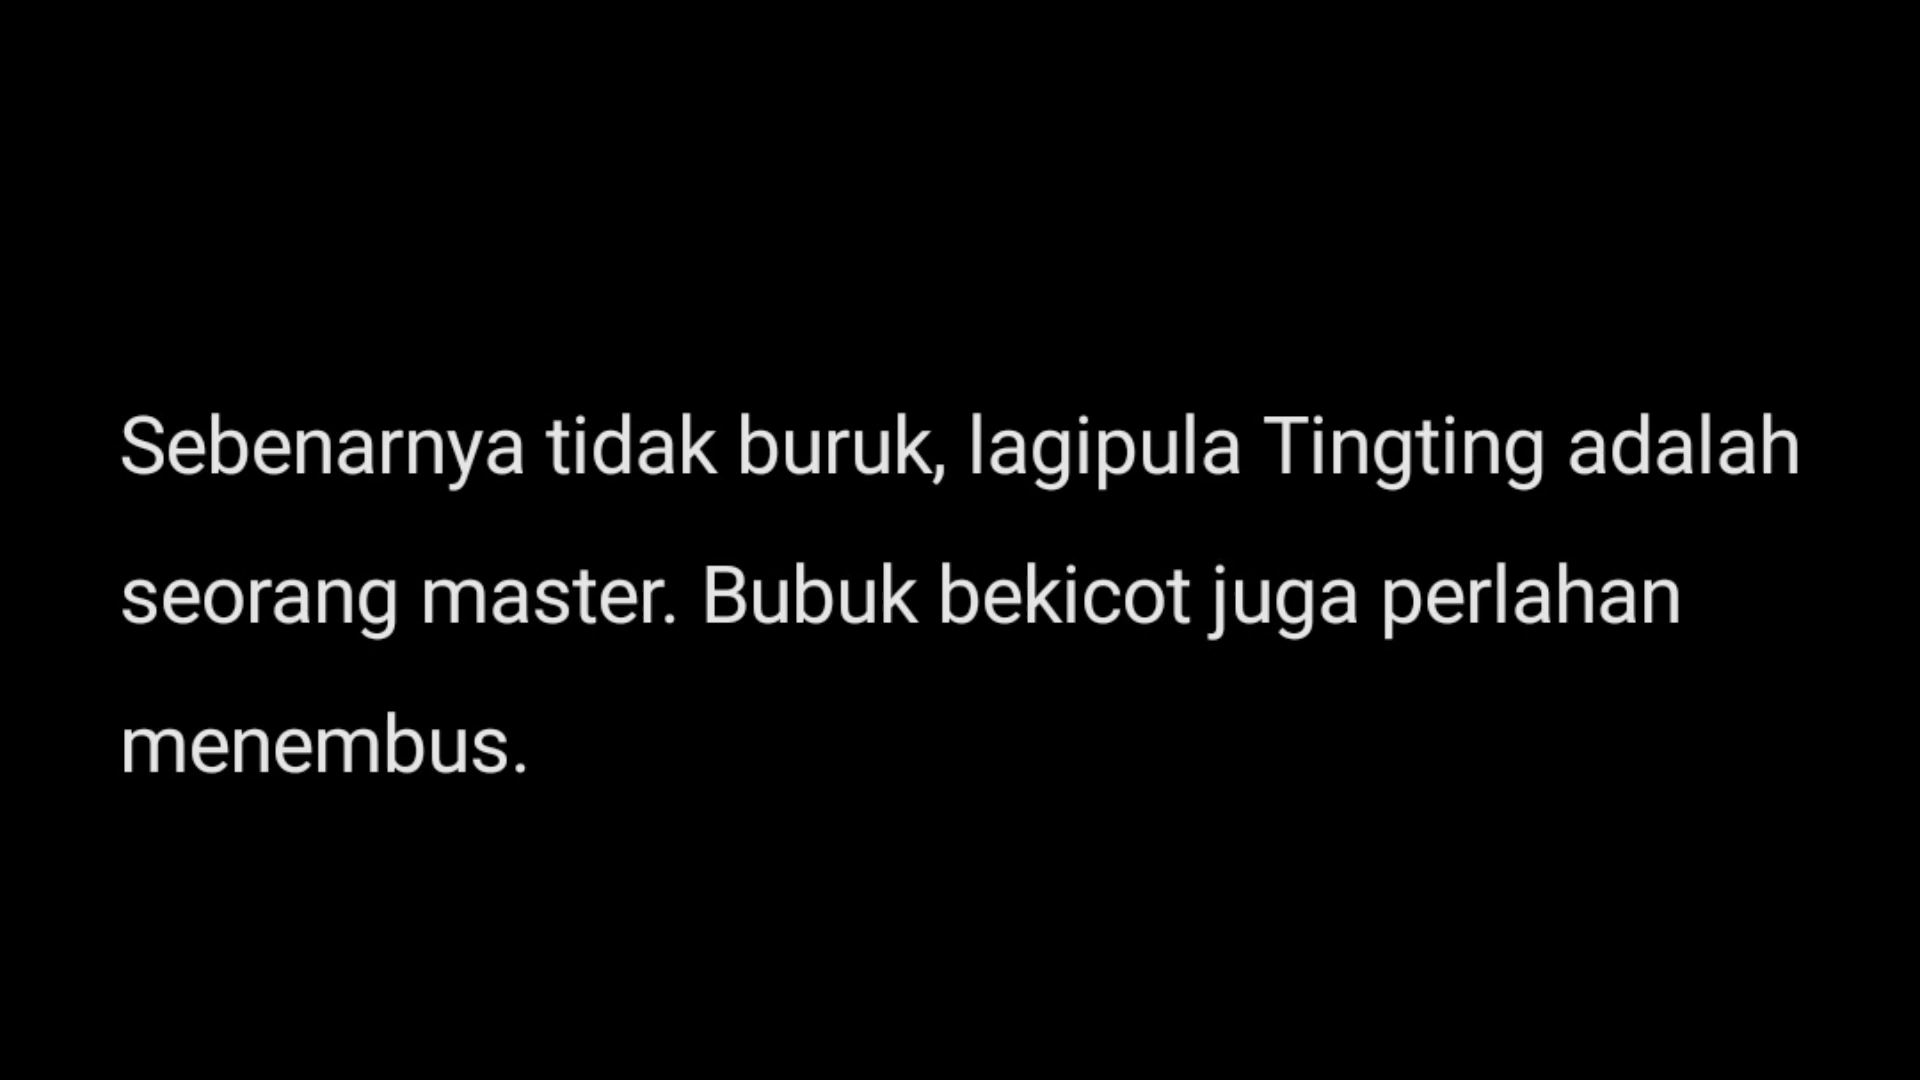 Sebenarnya tidak buruk, lagipula Tingting adalah
seorang master. Bubuk bekicot juga perlahan
menembus.